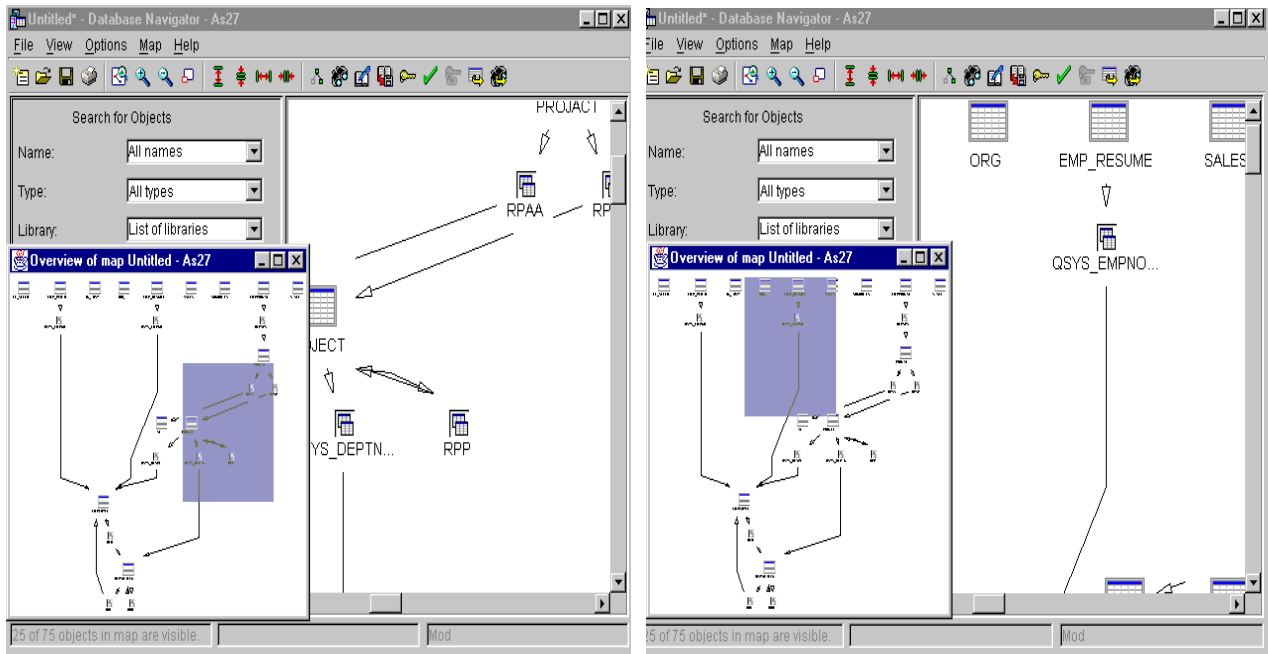 Untitled* - Database Navigator - As27
File View Options Map Help
Search for Objects
Name: All names
Type: All types
Library: List of libraries
Overview of map Untitled - As27
PROJACT
RPAA
RP
JECT
YS_DEPTN...
RPP
25 of 75 objects in map are visible.
Mod
Untitled* - Database Navigator - As27
File View Options Map Help
Search for Objects
Name: All names
Type: All types
Library: List of libraries
Overview of map Untitled - As27
ORG
EMP_RESUME
SALES
QSYS_EMPNO...
25 of 75 objects in map are visible.
Mod